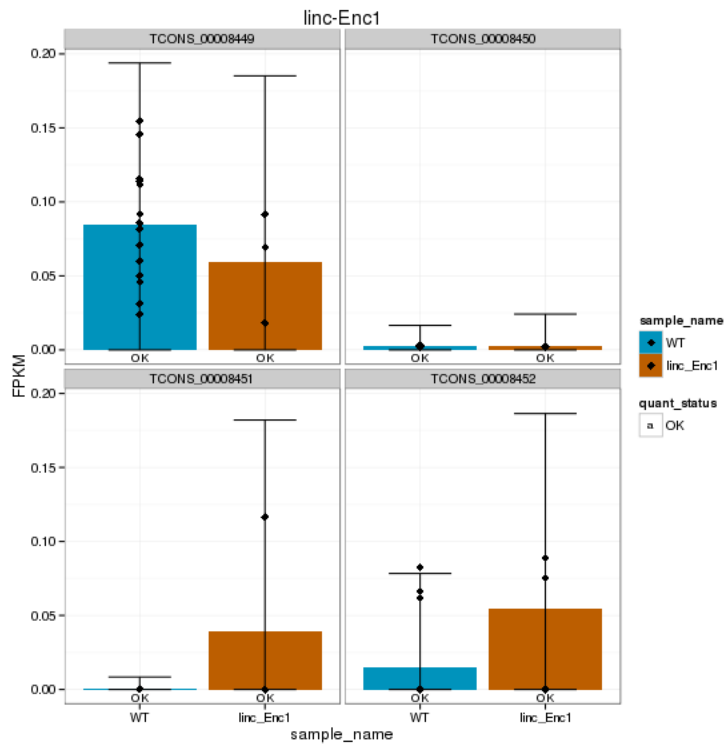 linc-Enc1
TCONS_00008449
TCONS_00008450
0.20
0.15
0.10
0.05
0.00
OK
OK
OK
OK
TCONS_00008451
TCONS_00008452
0.20
0.15
0.10
0.05
0.00
OK
OK
OK
OK
WT
linc_Enc1
WT
linc_Enc1
FPKM
sample_name
sample_name
WT
linc_Enc1
quant_status
a OK